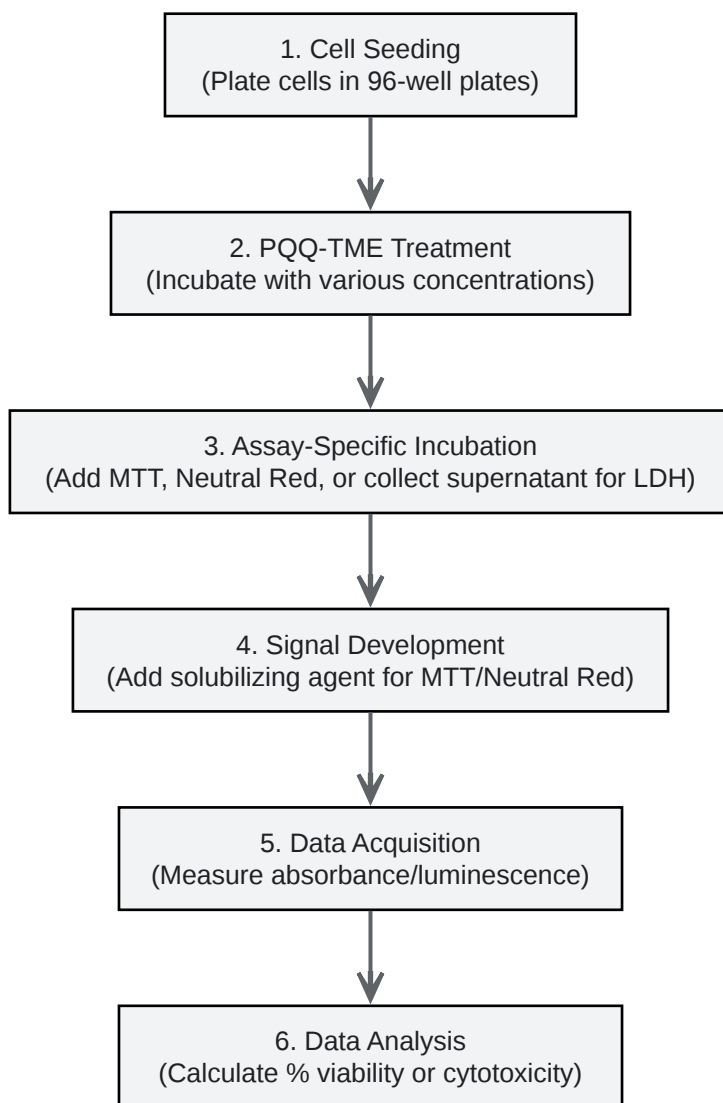 1. Cell Seeding
(Plate cells in 96-well plates)
2. PQQ-TME Treatment
(Incubate with various concentrations)
3. Assay-Specific Incubation
(Add MTT, Neutral Red, or collect supernatant for LDH)
4. Signal Development
(Add solubilizing agent for MTT/Neutral Red)
5. Data Acquisition
(Measure absorbance/luminescence)
6. Data Analysis
(Calculate % viability or cytotoxicity)